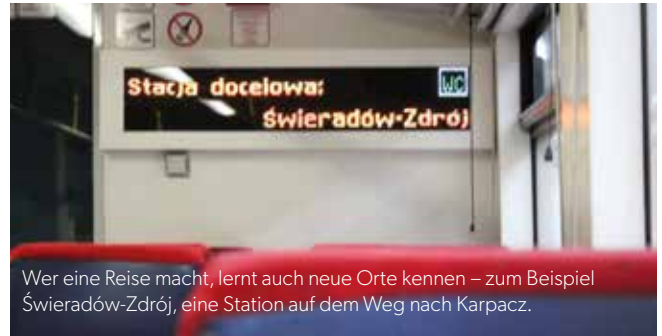 Stacja docelowa: WC
Świeradów-Zdrój
Wer eine Reise macht, lernt auch neue Orte kennen – zum Beispiel
Świeradów-Zdrój, eine Station auf dem Weg nach Karpacz.